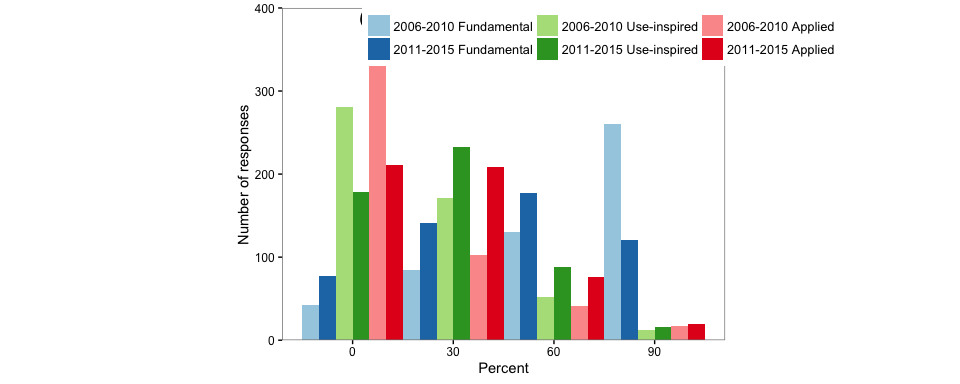 400
300
200
100
0
Number of responses
2006-2010 Fundamental 2006-2010 Use-inspired 2006-2010 Applied
2011-2015 Fundamental 2011-2015 Use-inspired 2011-2015 Applied
0 30 60 90
Percent